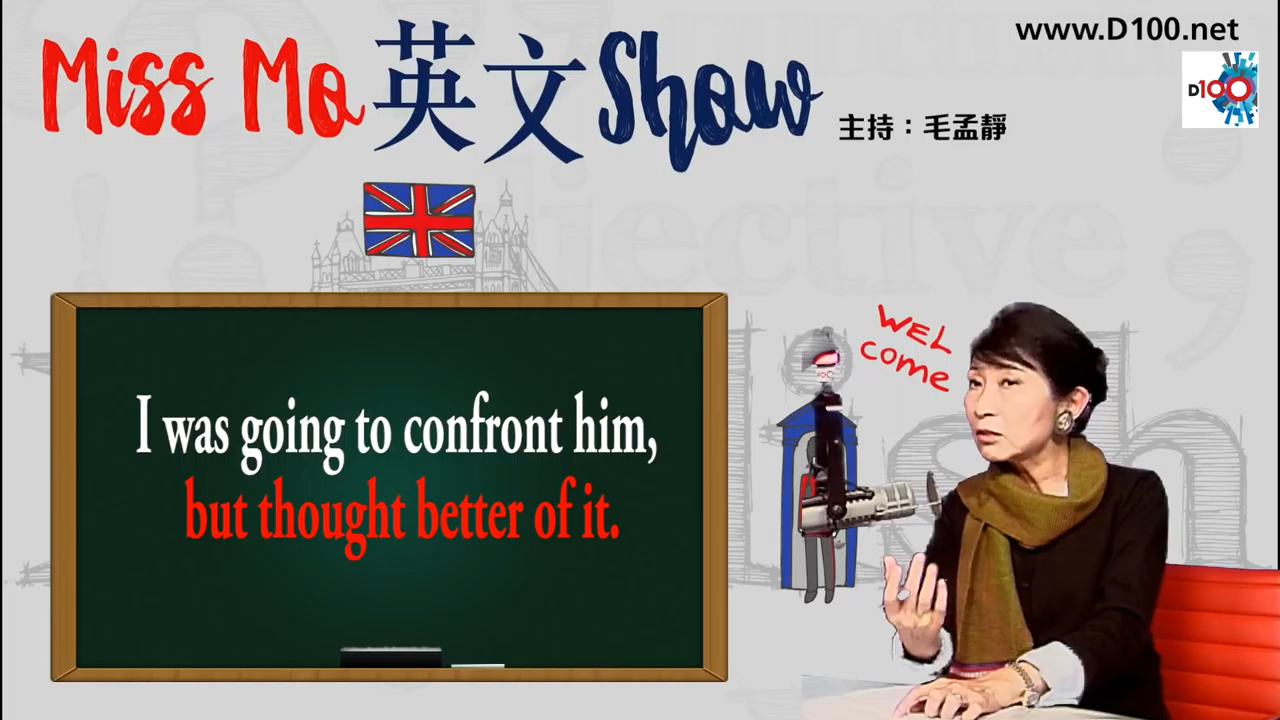 www.D100.net
Miss Mo 英文 Show
D100
主持：毛孟靜
jective
WEL
come
I was going to confront him,
but thought better of it.